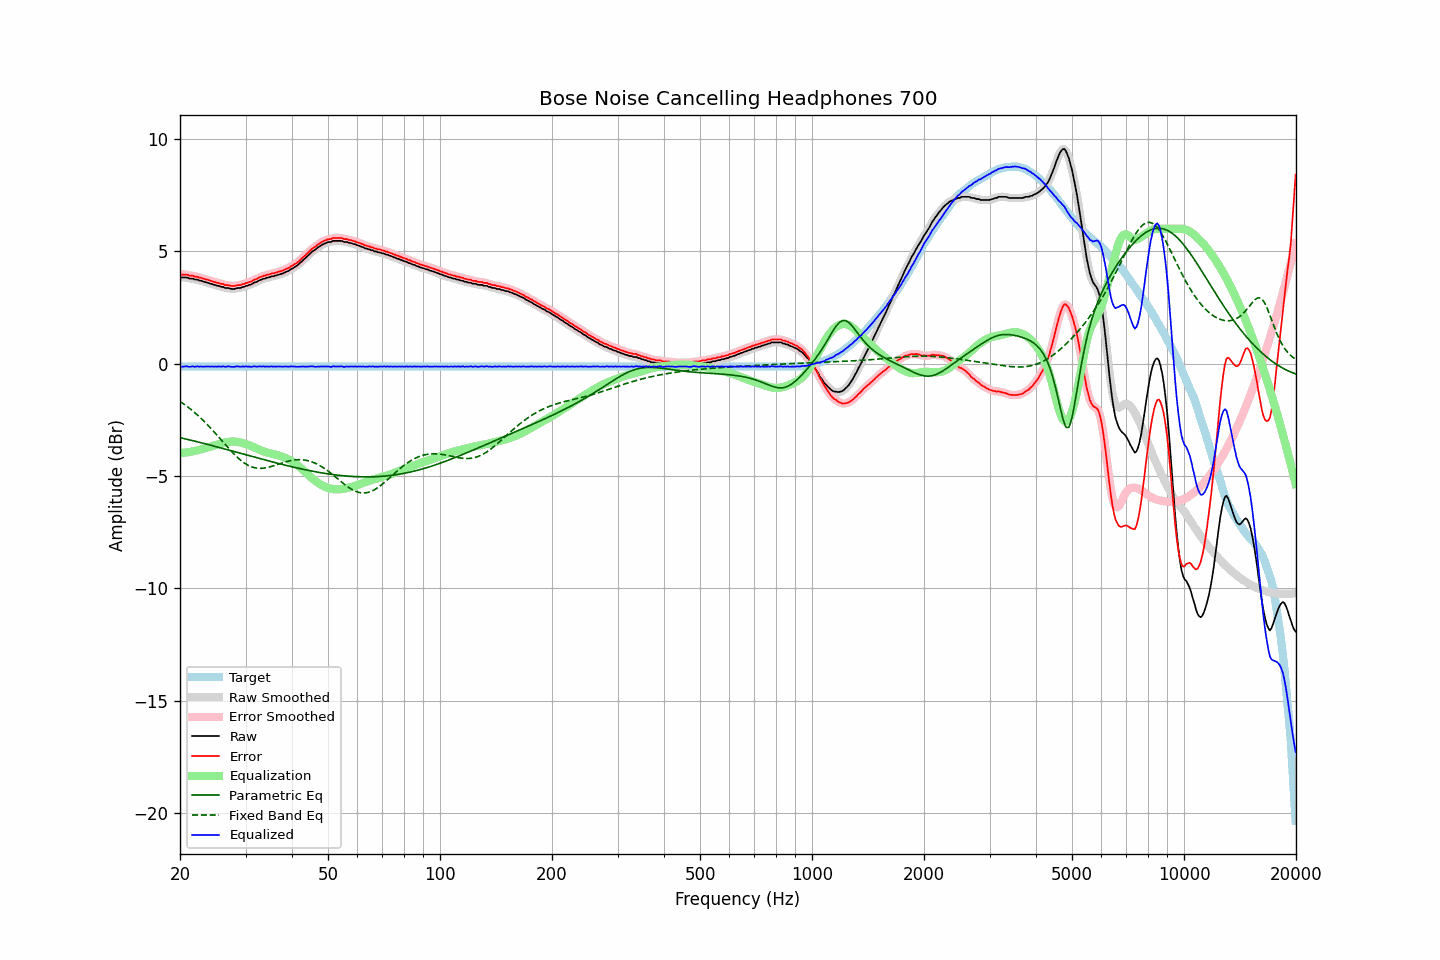 Bose Noise Cancelling Headphones 700
10
5
0
−5
−10
−15
−20
Amplitude (dBr)
Target
Raw Smoothed
Error Smoothed
Raw
Error
Equalization
Parametric Eq
Fixed Band Eq
Equalized
20 50 100 200 500 1000 2000 5000 10000 20000
Frequency (Hz)